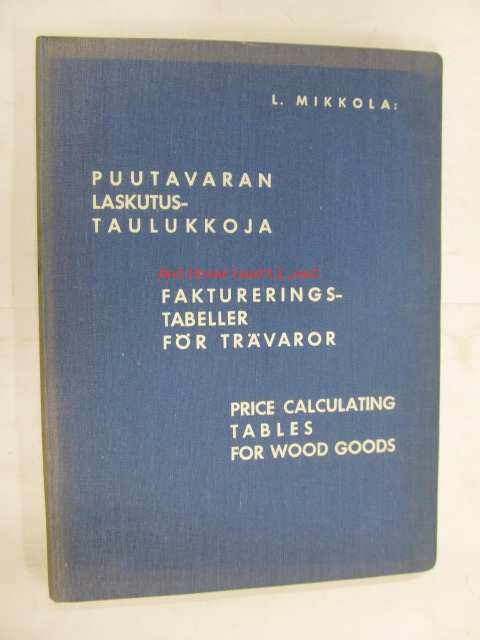 L. MIKKOLA:
PUUTAVARAN
LASKUTUS-
TAULUKKOJA
FAKTURERINGS-
TABELLER
FÖR TRÄVAROR
PRICE CALCULATING
TABLES
FOR WOOD GOODS